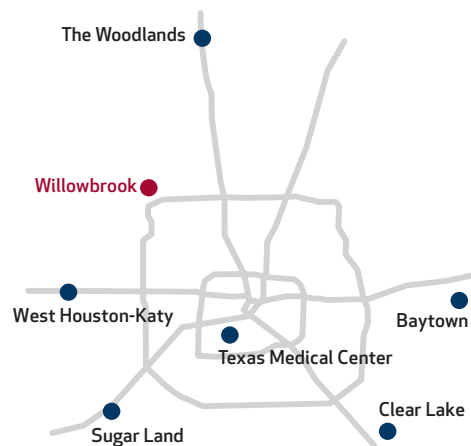 The Woodlands
Willowbrook
West Houston-Katy
Baytown
Texas Medical Center
Clear Lake
Sugar Land